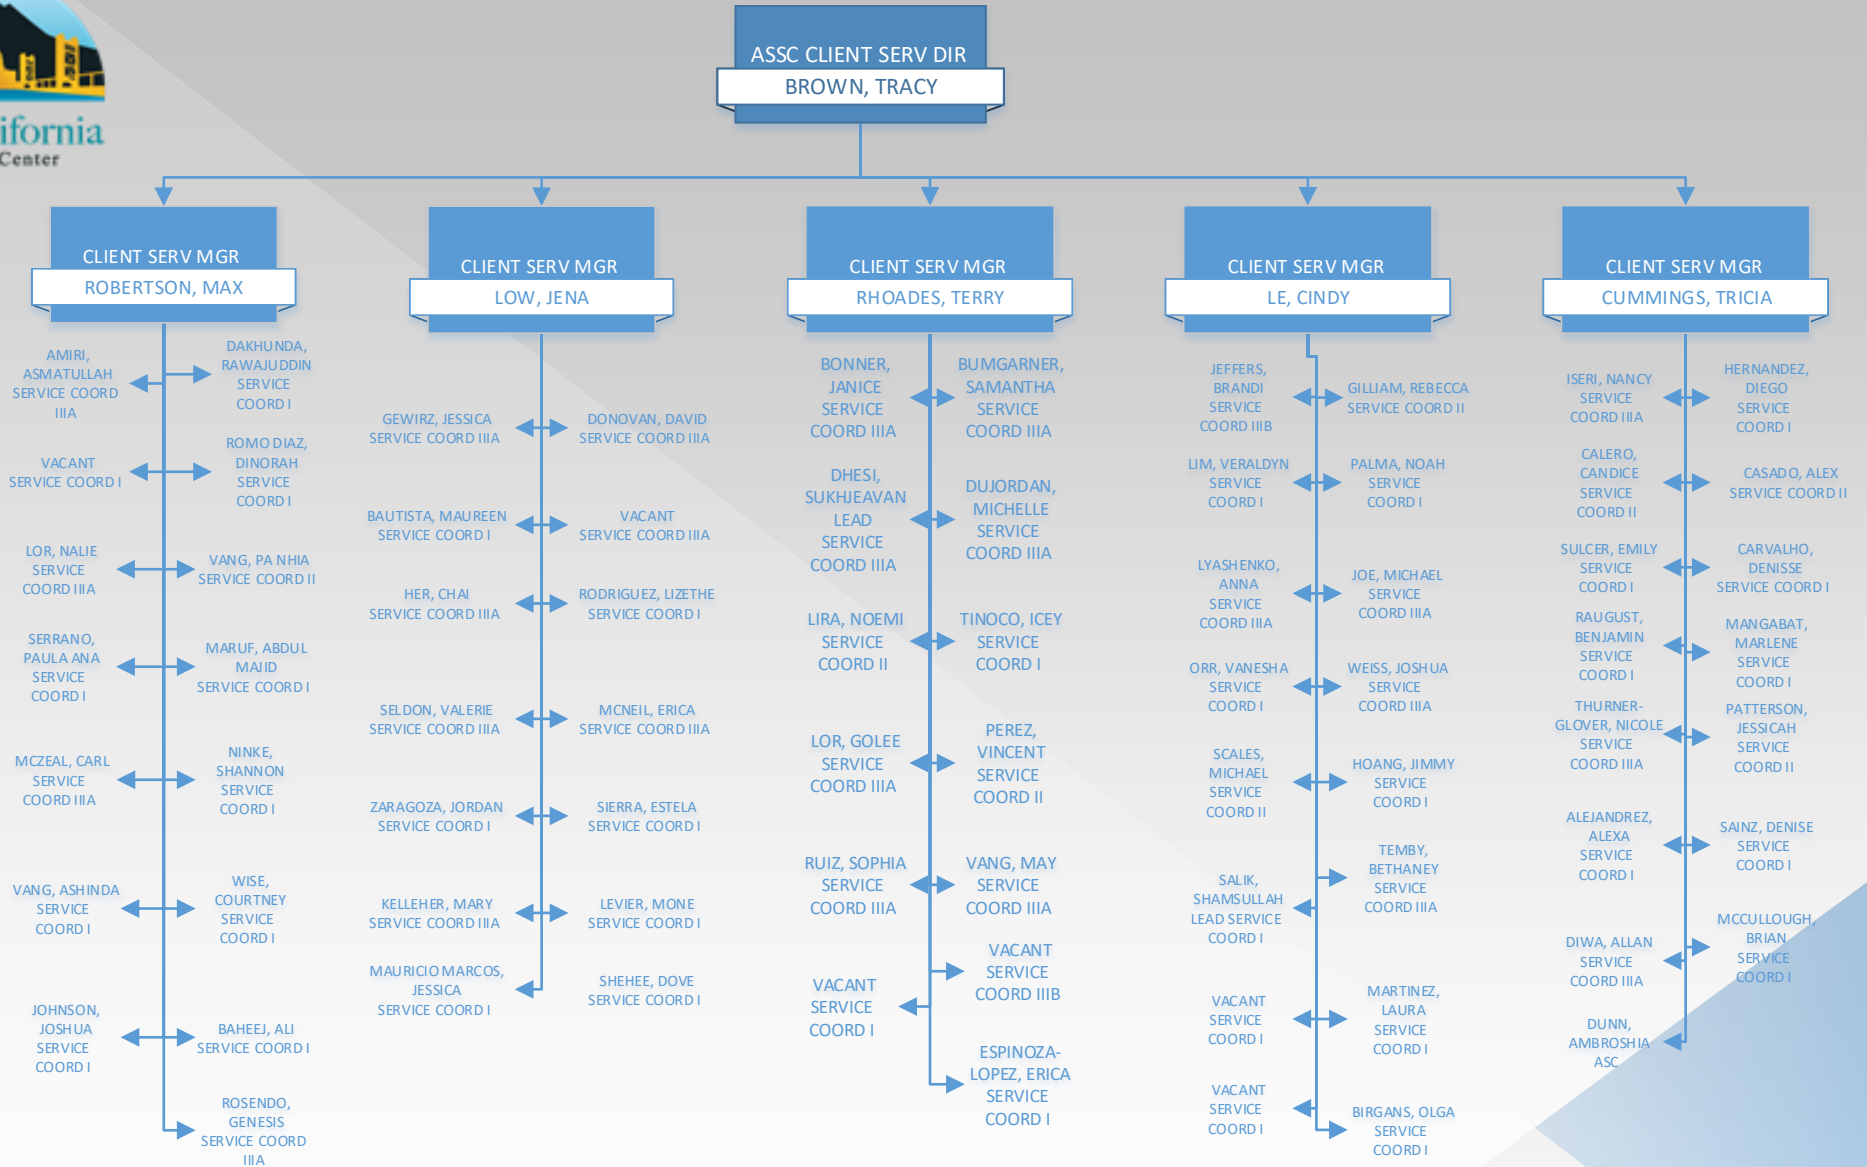 ifornia
Center
ASSC CLIENT SERV DIR
BROWN, TRACY
CLIENT SERV MGR
ROBERTSON, MAX
AMIRI,
ASMATULLAH
SERVICE COORD
IIIA
DAKHUNDA,
RAWAJUDDIN
SERVICE
COORD I
VACANT
SERVICE COORD I
ROMO DIAZ,
DINORAH
SERVICE
COORD I
LOR, NALIE
SERVICE
COORD IIIA
VANG, PA NHIA
SERVICE COORD II
SERRANO,
PAULA ANA
SERVICE
COORD I
MARUF, ABDUL
MAJID
SERVICE COORD I
MCZEAL, CARL
SERVICE
COORD IIIA
NINKE,
SHANNON
SERVICE
COORD I
VANG, ASHINDA
SERVICE
COORD I
WISE,
COURTNEY
SERVICE
COORD I
JOHNSON,
JOSHUA
SERVICE
COORD I
BAHEEJ, ALI
SERVICE COORD I
ROSENDO,
GENESIS
SERVICE COORD
IIIA
CLIENT SERV MGR
LOW, JENA
GEWIRZ, JESSICA
SERVICE COORD IIIA
DONOVAN, DAVID
SERVICE COORD IIIA
BAUTISTA, MAUREEN
SERVICE COORD I
VACANT
SERVICE COORD IIIA
HER, CHAI
SERVICE COORD IIIA
RODRIGUEZ, LIZETHE
SERVICE COORD I
SELDON, VALERIE
SERVICE COORD IIIA
MCNEIL, ERICA
SERVICE COORD IIIA
ZARAGOZA, JORDAN
SERVICE COORD I
SIERRA, ESTELA
SERVICE COORD I
KELLEHER, MARY
SERVICE COORD IIIA
LEVIER, MONE
SERVICE COORD I
MAURICIO MARCOS,
JESSICA
SERVICE COORD I
SHEHEE, DOVE
SERVICE COORD I
CLIENT SERV MGR
RHOADES, TERRY
BONNER,
JANICE
SERVICE
COORD IIIA
BUMGARNER,
SAMANTHA
SERVICE
COORD IIIA
DHESI,
SUKHJEAVAN
LEAD
SERVICE
COORD IIIA
DUJORDAN,
MICHELLE
SERVICE
COORD IIIA
LIRA, NOEMI
SERVICE
COORD II
TINOCO, ICEY
SERVICE
COORD I
LOR, GOLEE
SERVICE
COORD IIIA
PEREZ,
VINCENT
SERVICE
COORD II
RUIZ, SOPHIA
SERVICE
COORD IIIA
VANG, MAY
SERVICE
COORD IIIA
VACANT
SERVICE
COORD I
VACANT
SERVICE
COORD IIIB
ESPINOZA-
LOPEZ, ERICA
SERVICE
COORD I
CLIENT SERV MGR
LE, CINDY
JEFFERS,
BRANDI
SERVICE
COORD IIIB
GILLIAM, REBECCA
SERVICE COORD II
LIM, VERALDYN
SERVICE
COORD I
PALMA, NOAH
SERVICE
COORD I
LYASHENKO,
ANNA
SERVICE
COORD IIIA
JOE, MICHAEL
SERVICE
COORD IIIA
ORR, VANESHA
SERVICE
COORD I
WEISS, JOSHUA
SERVICE
COORD IIIA
SCALES,
MICHAEL
SERVICE
COORD II
HOANG, JIMMY
SERVICE
COORD I
SALIK,
SHAMSULLAH
LEAD SERVICE
COORD I
TEMBY,
BETHANEY
SERVICE
COORD IIIA
VACANT
SERVICE
COORD I
MARTINEZ,
LAURA
SERVICE
COORD I
VACANT
SERVICE
COORD I
BIRGANS, OLGA
SERVICE
COORD I
CLIENT SERV MGR
CUMMINGS, TRICIA
ISERI, NANCY
SERVICE
COORD IIIA
HERNANDEZ,
DIEGO
SERVICE
COORD I
CALERO,
CANDICE
SERVICE
COORD II
CASADO, ALEX
SERVICE COORD II
SULCER, EMILY
SERVICE
COORD I
CARVALHO,
DENISSE
SERVICE COORD I
RAUGUST,
BENJAMIN
SERVICE
COORD I
MANGABAT,
MARLENE
SERVICE
COORD I
THURNER-
GLOVER, NICOLE
SERVICE
COORD IIIA
PATTERSON,
JESSICAH
SERVICE
COORD II
ALEJANDREZ,
ALEXA
SERVICE
COORD I
SAINZ, DENISE
SERVICE
COORD I
DIWA, ALLAN
SERVICE
COORD IIIA
MCCULLOUGH,
BRIAN
SERVICE
COORD I
DUNN,
AMBROSHIA
ASC